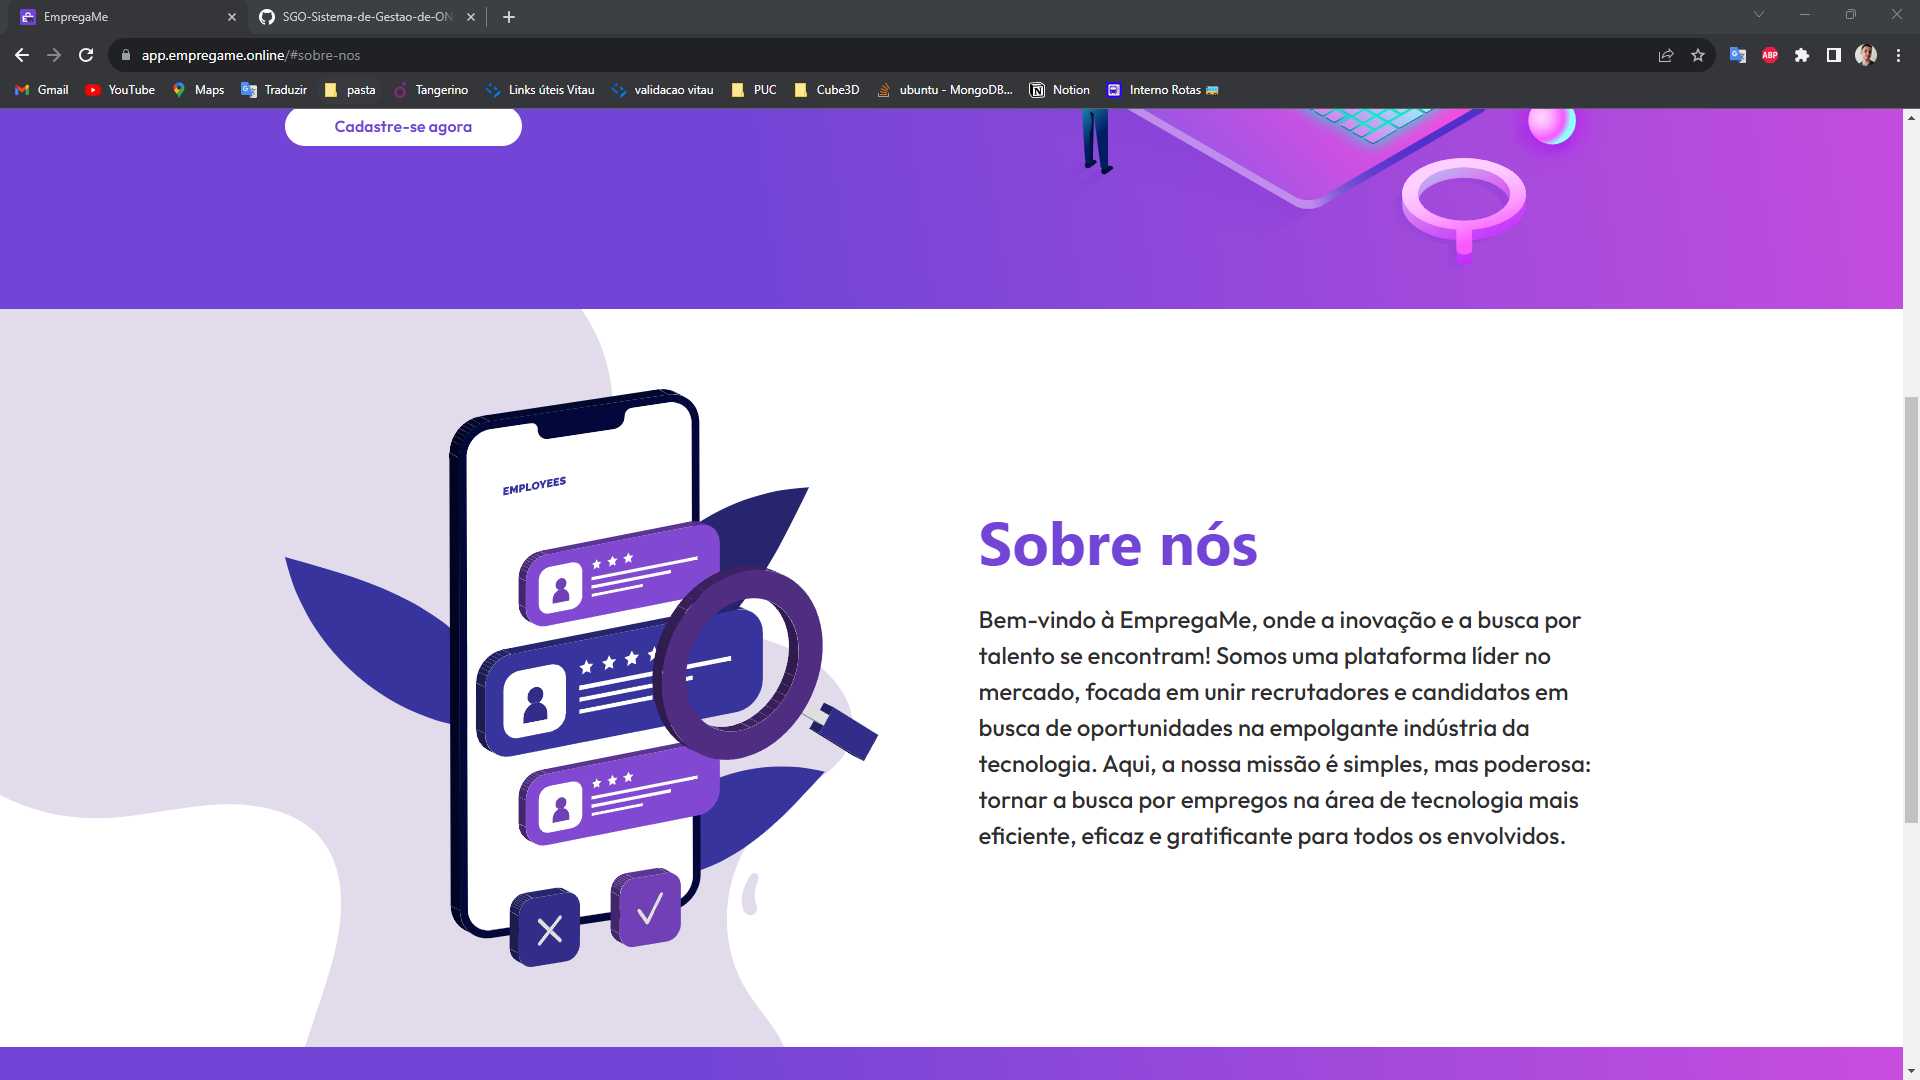 EmpregaMe
SGO-Sistema-de-Gestao-de-ON
app.empregame.online/#sobre-nos
Gmail
YouTube
Maps
Traduzir
pasta
Tangerino
Links úteis Vitau
validacao vitau
PUC
Cube3D
ubuntu - MongoDB...
Notion
Interno Rotas
ABP
Cadastre-se agora
EMPLOYEES
Sobre nós
Bem-vindo à EmpregaMe, onde a inovação e a busca por
talento se encontram! Somos uma plataforma líder no
mercado, focada em unir recrutadores e candidatos em
busca de oportunidades na empolgante indústria da
tecnologia. Aqui, a nossa missão é simples, mas poderosa:
tornar a busca por empregos na área de tecnologia mais
eficiente, eficaz e gratificante para todos os envolvidos.